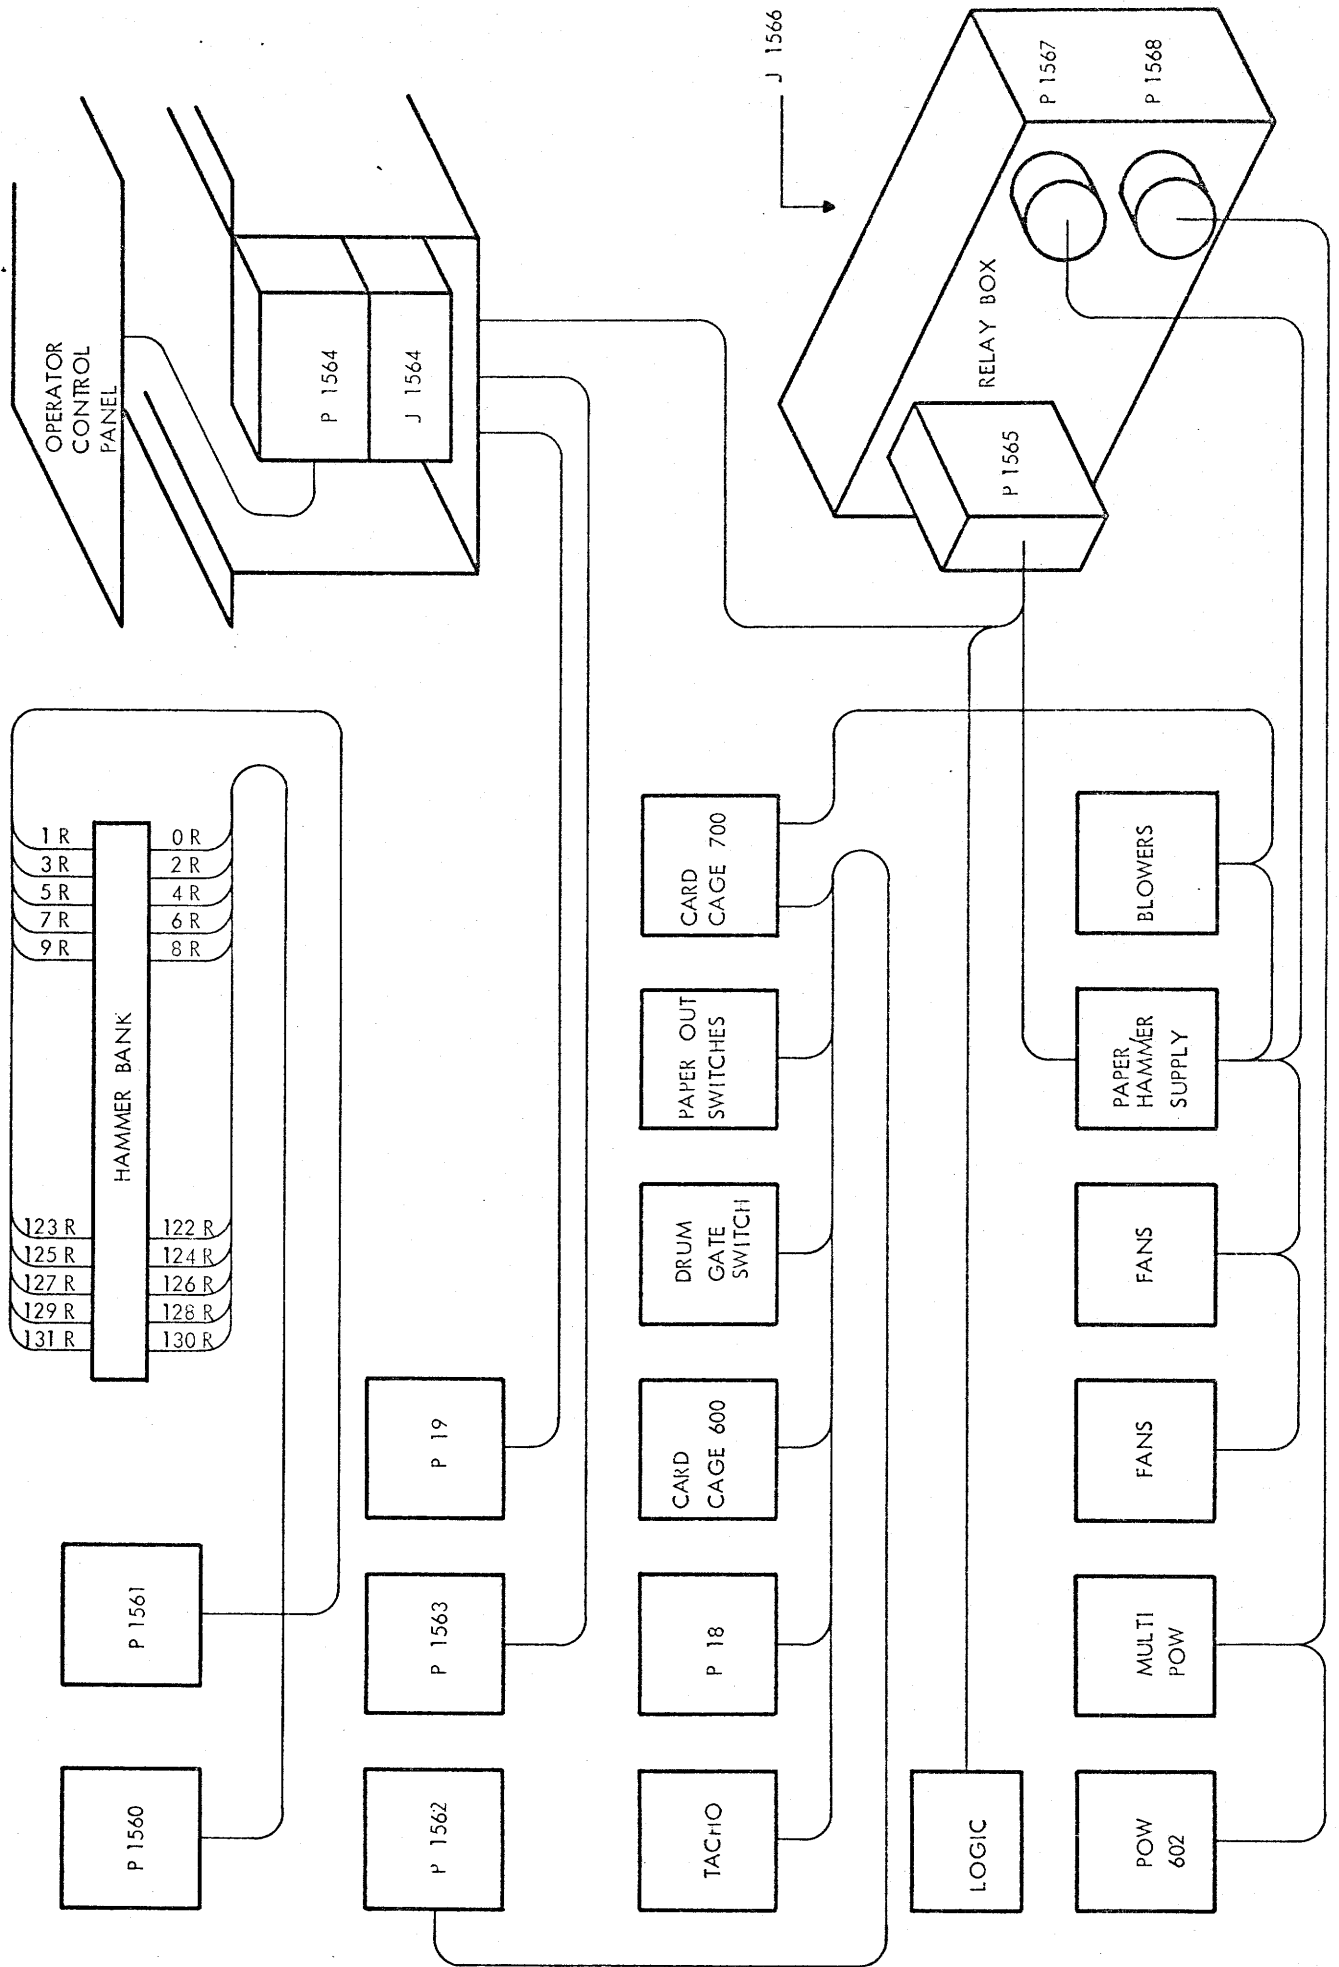 P 1560
P 1561
131 R
129 R
127 R
125 R
123 R
9 R
7 R
5 R
3 R
1 R
HAMMER BANK
130 R
128 R
126 R
124 R
122 R
8 R
6 R
4 R
2 R
0 R
OPERATOR
CONTROL
PANEL
P 1562
P 1563
P 19
P 1564
J 1564
TACHO
P 18
CARD
CAGE 600
DRUM
GATE
SWITCH
PAPER OUT
SWITCHES
CARD
CAGE 700
J 1566
LOGIC
P 1565
RELAY BOX
P 1567
P 1568
POW
602
MULTI
POW
FANS
FANS
PAPER/
HAMMER
SUPPLY
BLOWERS